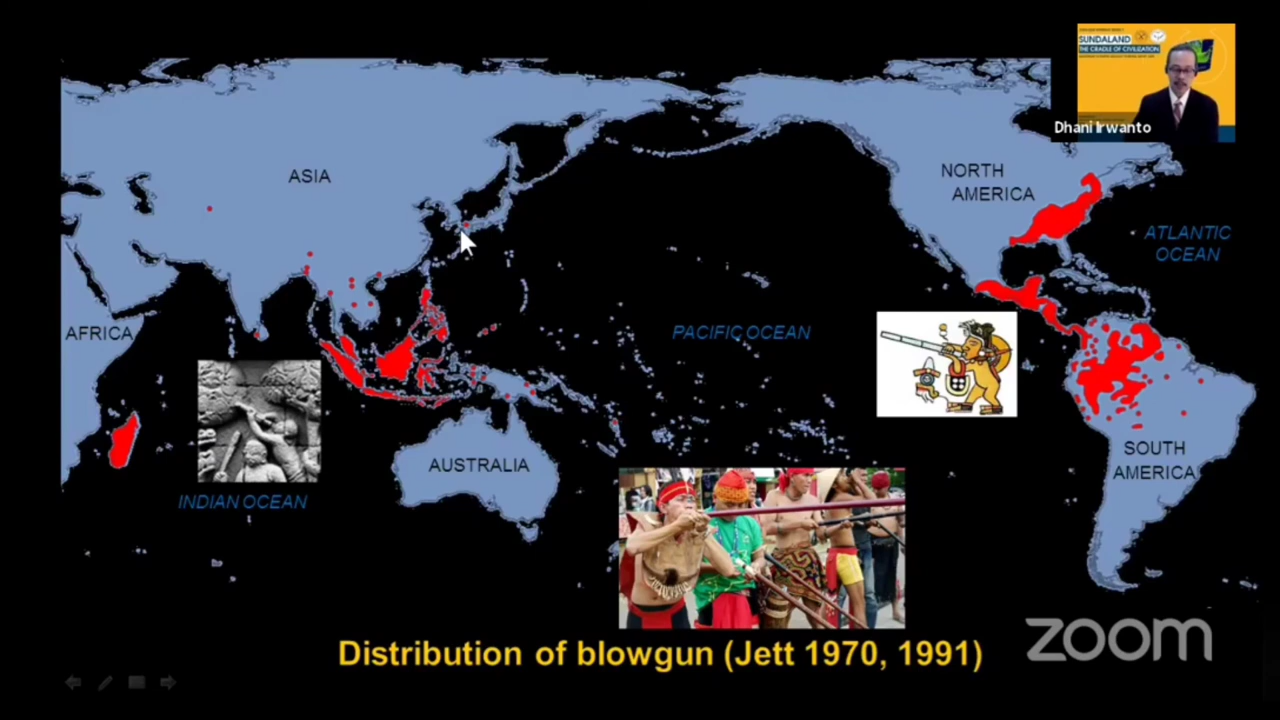 SUNDALAND
THE CRADLE OF CIVILIZATION
Dhani Irwanto
ASIA
NORTH
AMERICA
ATLANTIC
OCEAN
AFRICA
PACIFIC OCEAN
AUSTRALIA
SOUTH
AMERICA
INDIAN OCEAN
Distribution of blowgun (Jett 1970, 1991)
zoom